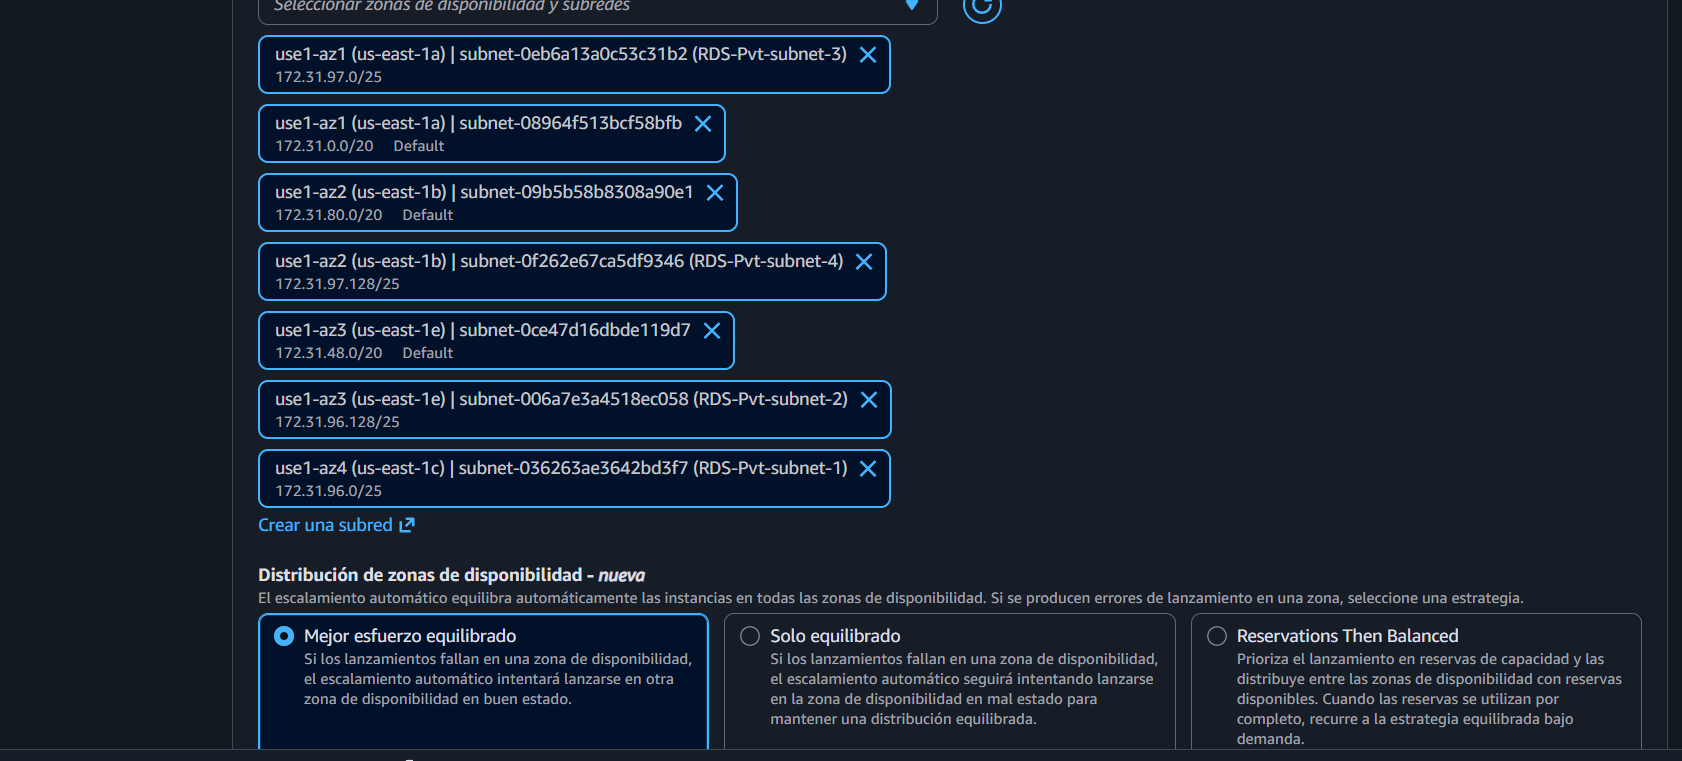 Seleccionar zonas de disponibilidad y subredes
use1-az1 (us-east-1a) | subnet-0eb6a13a0c53c31b2 (RDS-Pvt-subnet-3)
172.31.97.0/25
use1-az1 (us-east-1a) | subnet-08964f513bcf58bfb
172.31.0.0/20 Default
use1-az2 (us-east-1b) | subnet-09b5b58b8308a90e1
172.31.80.0/20 Default
use1-az2 (us-east-1b) | subnet-0f262e67ca5df9346 (RDS-Pvt-subnet-4)
172.31.97.128/25
use1-az3 (us-east-1e) | subnet-0ce47d16dbde119d7
172.31.48.0/20 Default
use1-az3 (us-east-1e) | subnet-006a7e3a4518ec058 (RDS-Pvt-subnet-2)
172.31.96.128/25
use1-az4 (us-east-1c) | subnet-036263ae3642bd3f7 (RDS-Pvt-subnet-1)
172.31.96.0/25
Crear una subred
Distribución de zonas de disponibilidad - nueva
El escalamiento automático equilibra automáticamente las instancias en todas las zonas de disponibilidad. Si se producen errores de lanzamiento en una zona, seleccione una estrategia.
Mejor esfuerzo equilibrado
Si los lanzamientos fallan en una zona de disponibilidad,
el escalamiento automático intentará lanzarse en otra
zona de disponibilidad en buen estado.
Solo equilibrado
Si los lanzamientos fallan en una zona de disponibilidad,
el escalamiento automático seguirá intentando lanzarse
en la zona de disponibilidad en mal estado para
mantener una distribución equilibrada.
Reservations Then Balanced
Prioriza el lanzamiento en reservas de capacidad y las
distribuye entre las zonas de disponibilidad con reservas
disponibles. Cuando las reservas se utilizan por
completo, recurre a la estrategia equilibrada bajo
demanda.